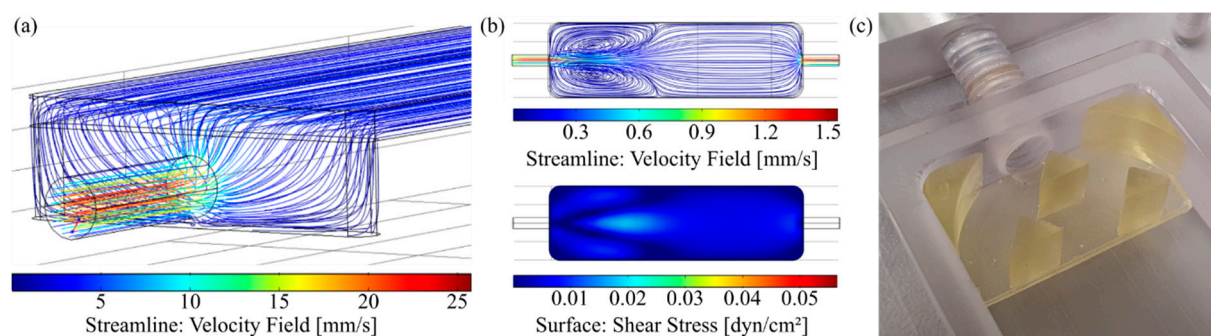 (a)
5 10 15 20 25
Streamline: Velocity Field [mm/s]
(b)
0.3 0.6 0.9 1.2 1.5
Streamline: Velocity Field [mm/s]
0.01 0.02 0.03 0.04 0.05
Surface: Shear Stress [dyn/cm²]
(c)